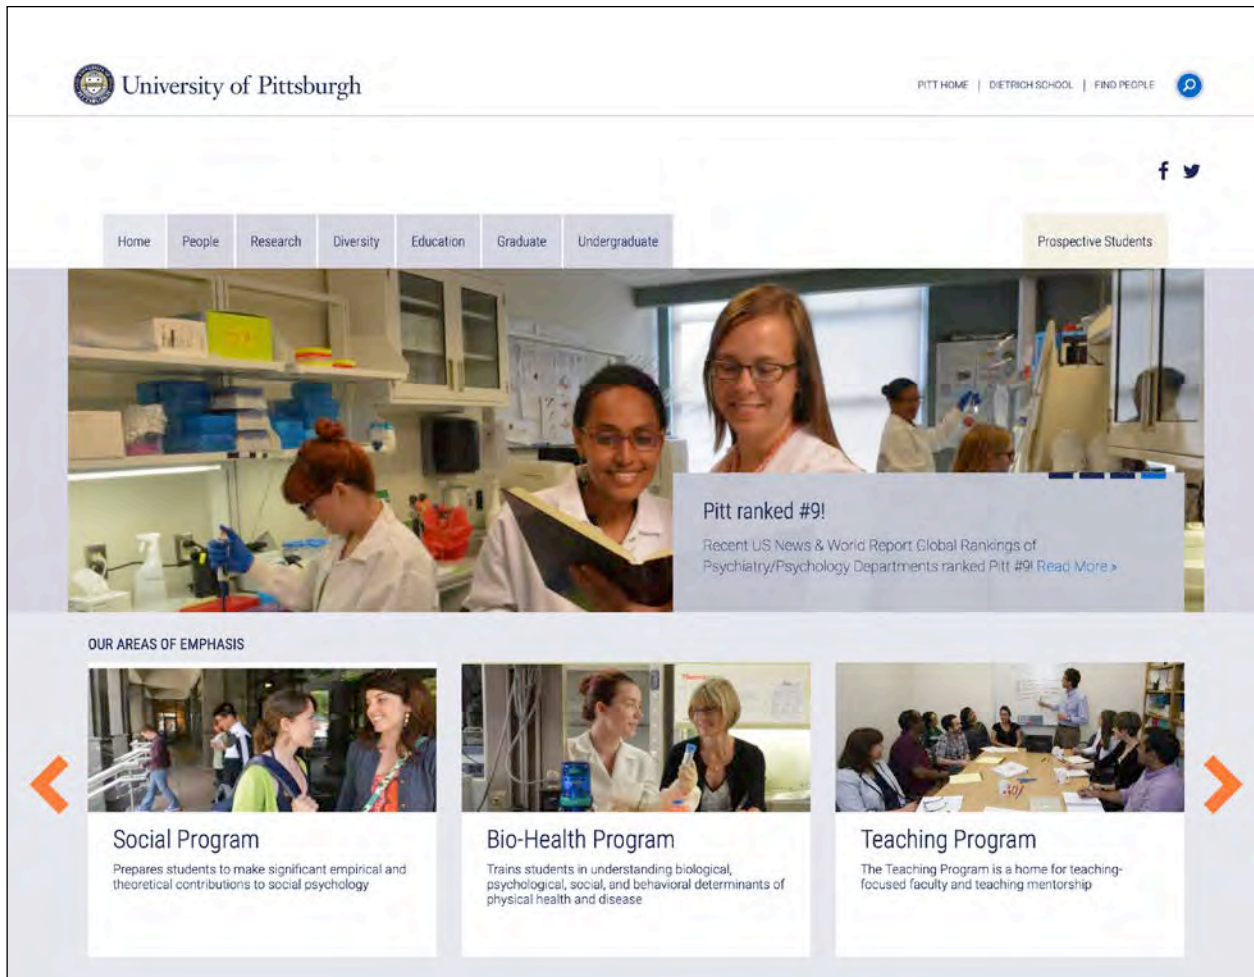 University of Pittsburgh
PITT HOME | DIETRICH SCHOOL | FIND PEOPLE
Home People Research Diversity Education Graduate Undergraduate
Prospective Students
Pitt ranked #9!
Recent US News & World Report Global Rankings of
Psychiatry/Psychology Departments ranked Pitt #9! Read More »
OUR AREAS OF EMPHASIS
Social Program
Prepares students to make significant empirical and
theoretical contributions to social psychology
Bio-Health Program
Trains students in understanding biological,
psychological, social, and behavioral determinants of
physical health and disease
Teaching Program
The Teaching Program is a home for teaching-
focused faculty and teaching mentorship